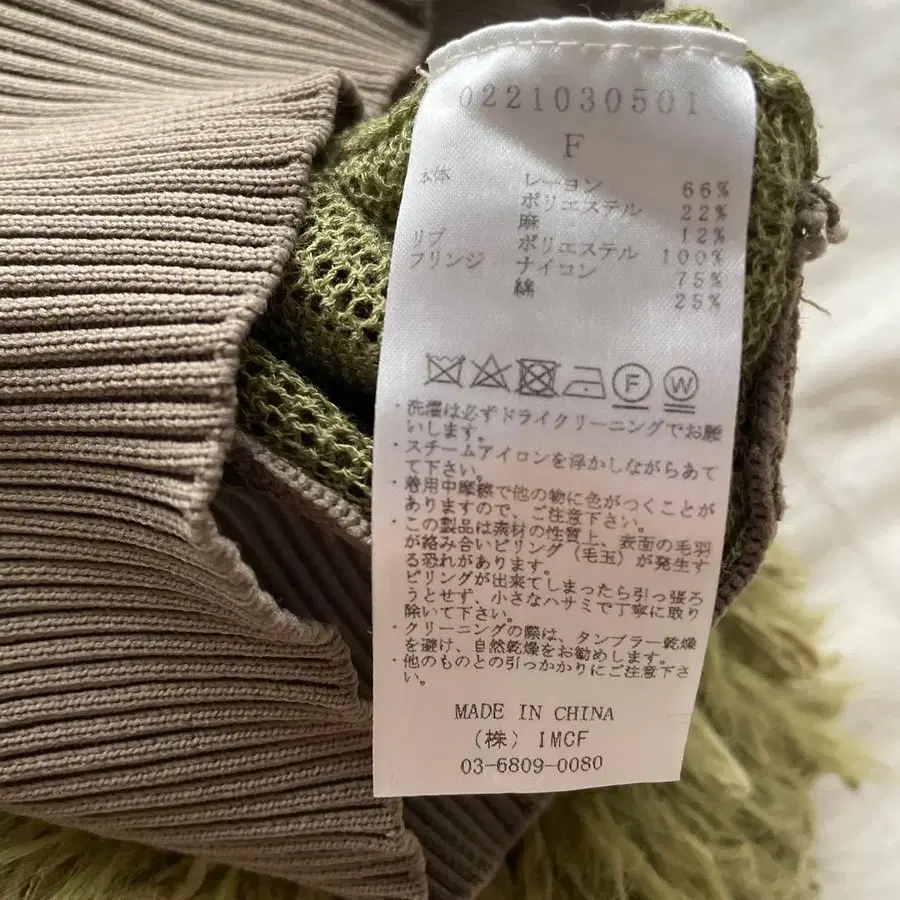 0221030501
F
本体 レーヨン 66%
ポリエステル 22%
麻 12%
リブ ポリエステル 100%
フリンジ ナイロン 75%
綿 25%
F W
・洗濯は必ずドライクリーニングでお願
いします。
・スチームアイロンを浮かしながらあて
て下さい。
・着用中摩擦で他の物に色がつくことが
ありますので、ご注意下さい。
・この製品は素材の性質上、表面の毛羽
が絡み合いピリング（毛玉）が発生す
る恐れがあります。
ピリングが出来てしまったら引っ張ろ
うとせず、小さなハサミで丁寧に取り
除いて下さい。
・クリーニングの際は、タンブラー乾燥
を避け、自然乾燥をお勧めします。
・他のものとの引っかかりにご注意下さ
い。
MADE IN CHINA
（株）IMCF
03-6809-0080